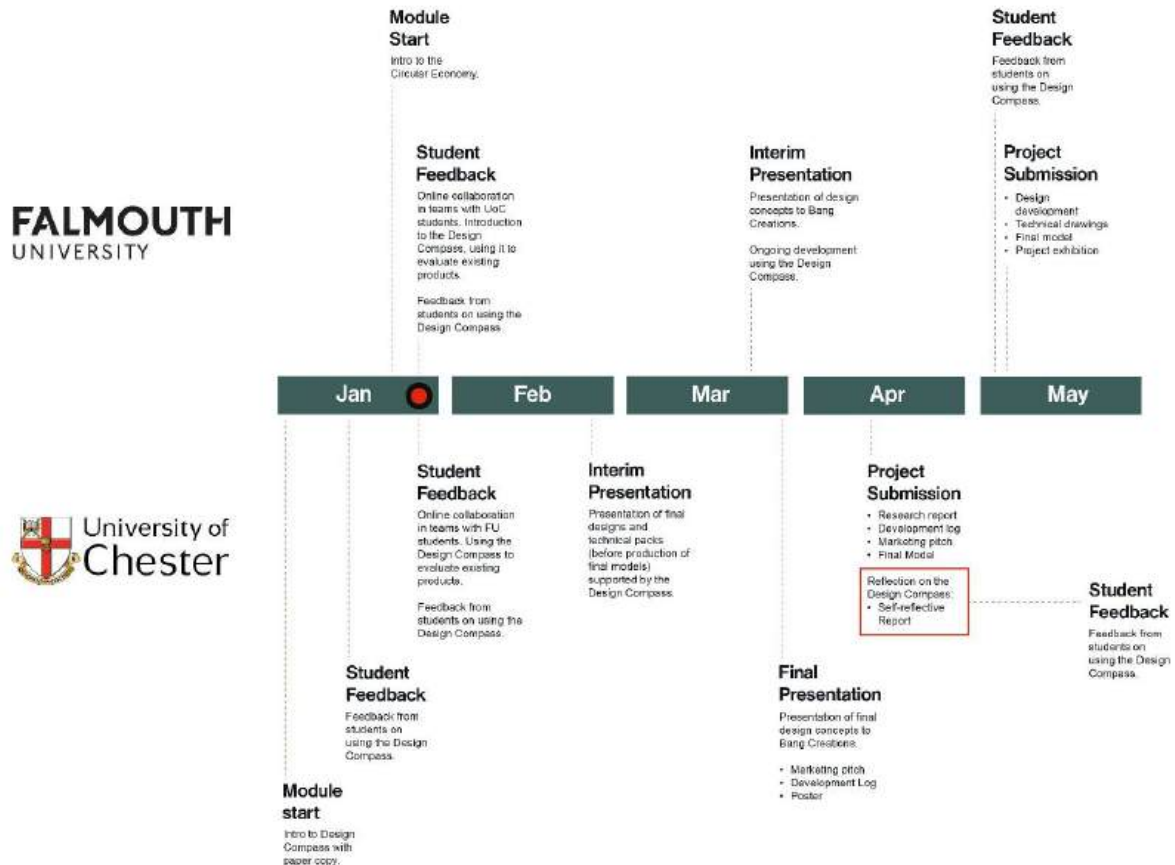 Module
Start
Intro to the
Circular Economy.
Student
Feedback
Feedback from
students on
using the Design
Compass.
Student
Feedback
Online collaboration
in teams with UoC
students. Introduction
to the Design
Compass, using it to
evaluate existing
products.
Feedback from
students on using the
Design Compass.
Interim
Presentation
Presentation of design
concepts to Bang
Creations.
Ongoing development
using the Design
Compass.
Project
Submission
• Design
development
• Technical drawings
• Final model
• Project exhibition
FALMOUTH
UNIVERSITY
Jan
Feb
Mar
Apr
May
University of
Chester
Student
Feedback
Online collaboration
in teams with FU
students. Using the
Design Compass to
evaluate existing
products.
Feedback from
students on using the
Design Compass.
Interim
Presentation
Presentation of final
designs and
technical packs
(before production of
final models)
supported by the
Design Compass.
Project
Submission
• Research report
• Development log
• Marketing pitch
• Final Model
Reflection on the
Design Compass:
• Self-reflective
Report
Student
Feedback
Feedback from
students on
using the Design
Compass.
Student
Feedback
Feedback from
students on
using the Design
Compass.
Final
Presentation
Presentation of final
design concepts to
Bang Creations.
• Marketing pitch
• Development Log
• Poster
Module
start
Intro to Design
Compass with
paper copy.